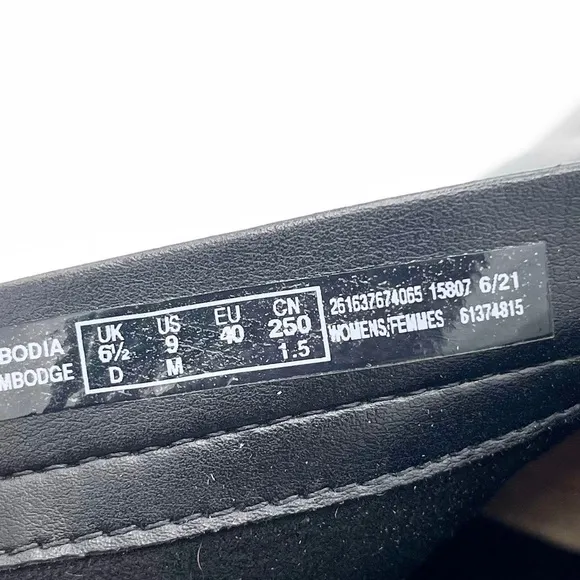 BODIA
MBODGE
UK US EU CN
6½ 9 40 250
D M 1.5
261637674065 15807 6/21
WOMENS/FEMMES 61374815